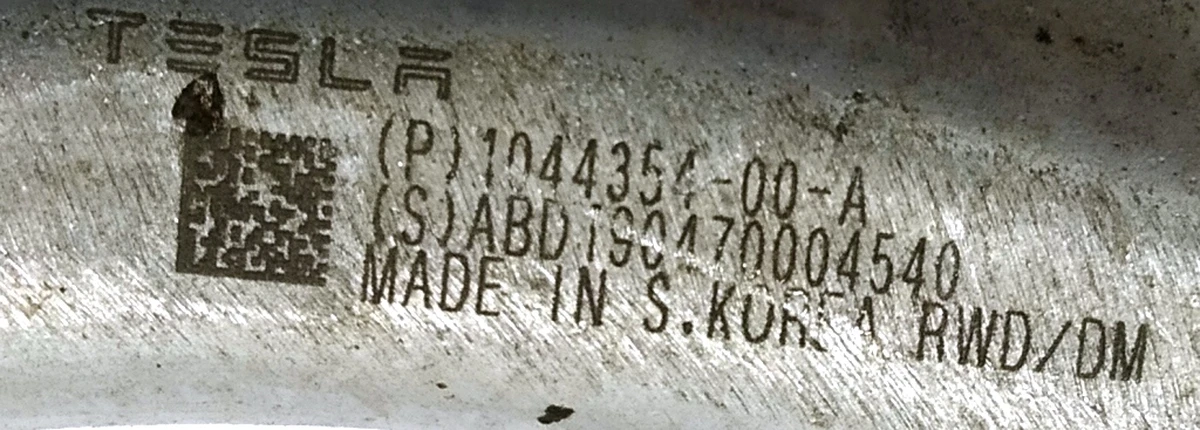 TESLA
(P)1044354-00-A
(S)ABD190470004540
MADE IN S.KOREA RWD/DM